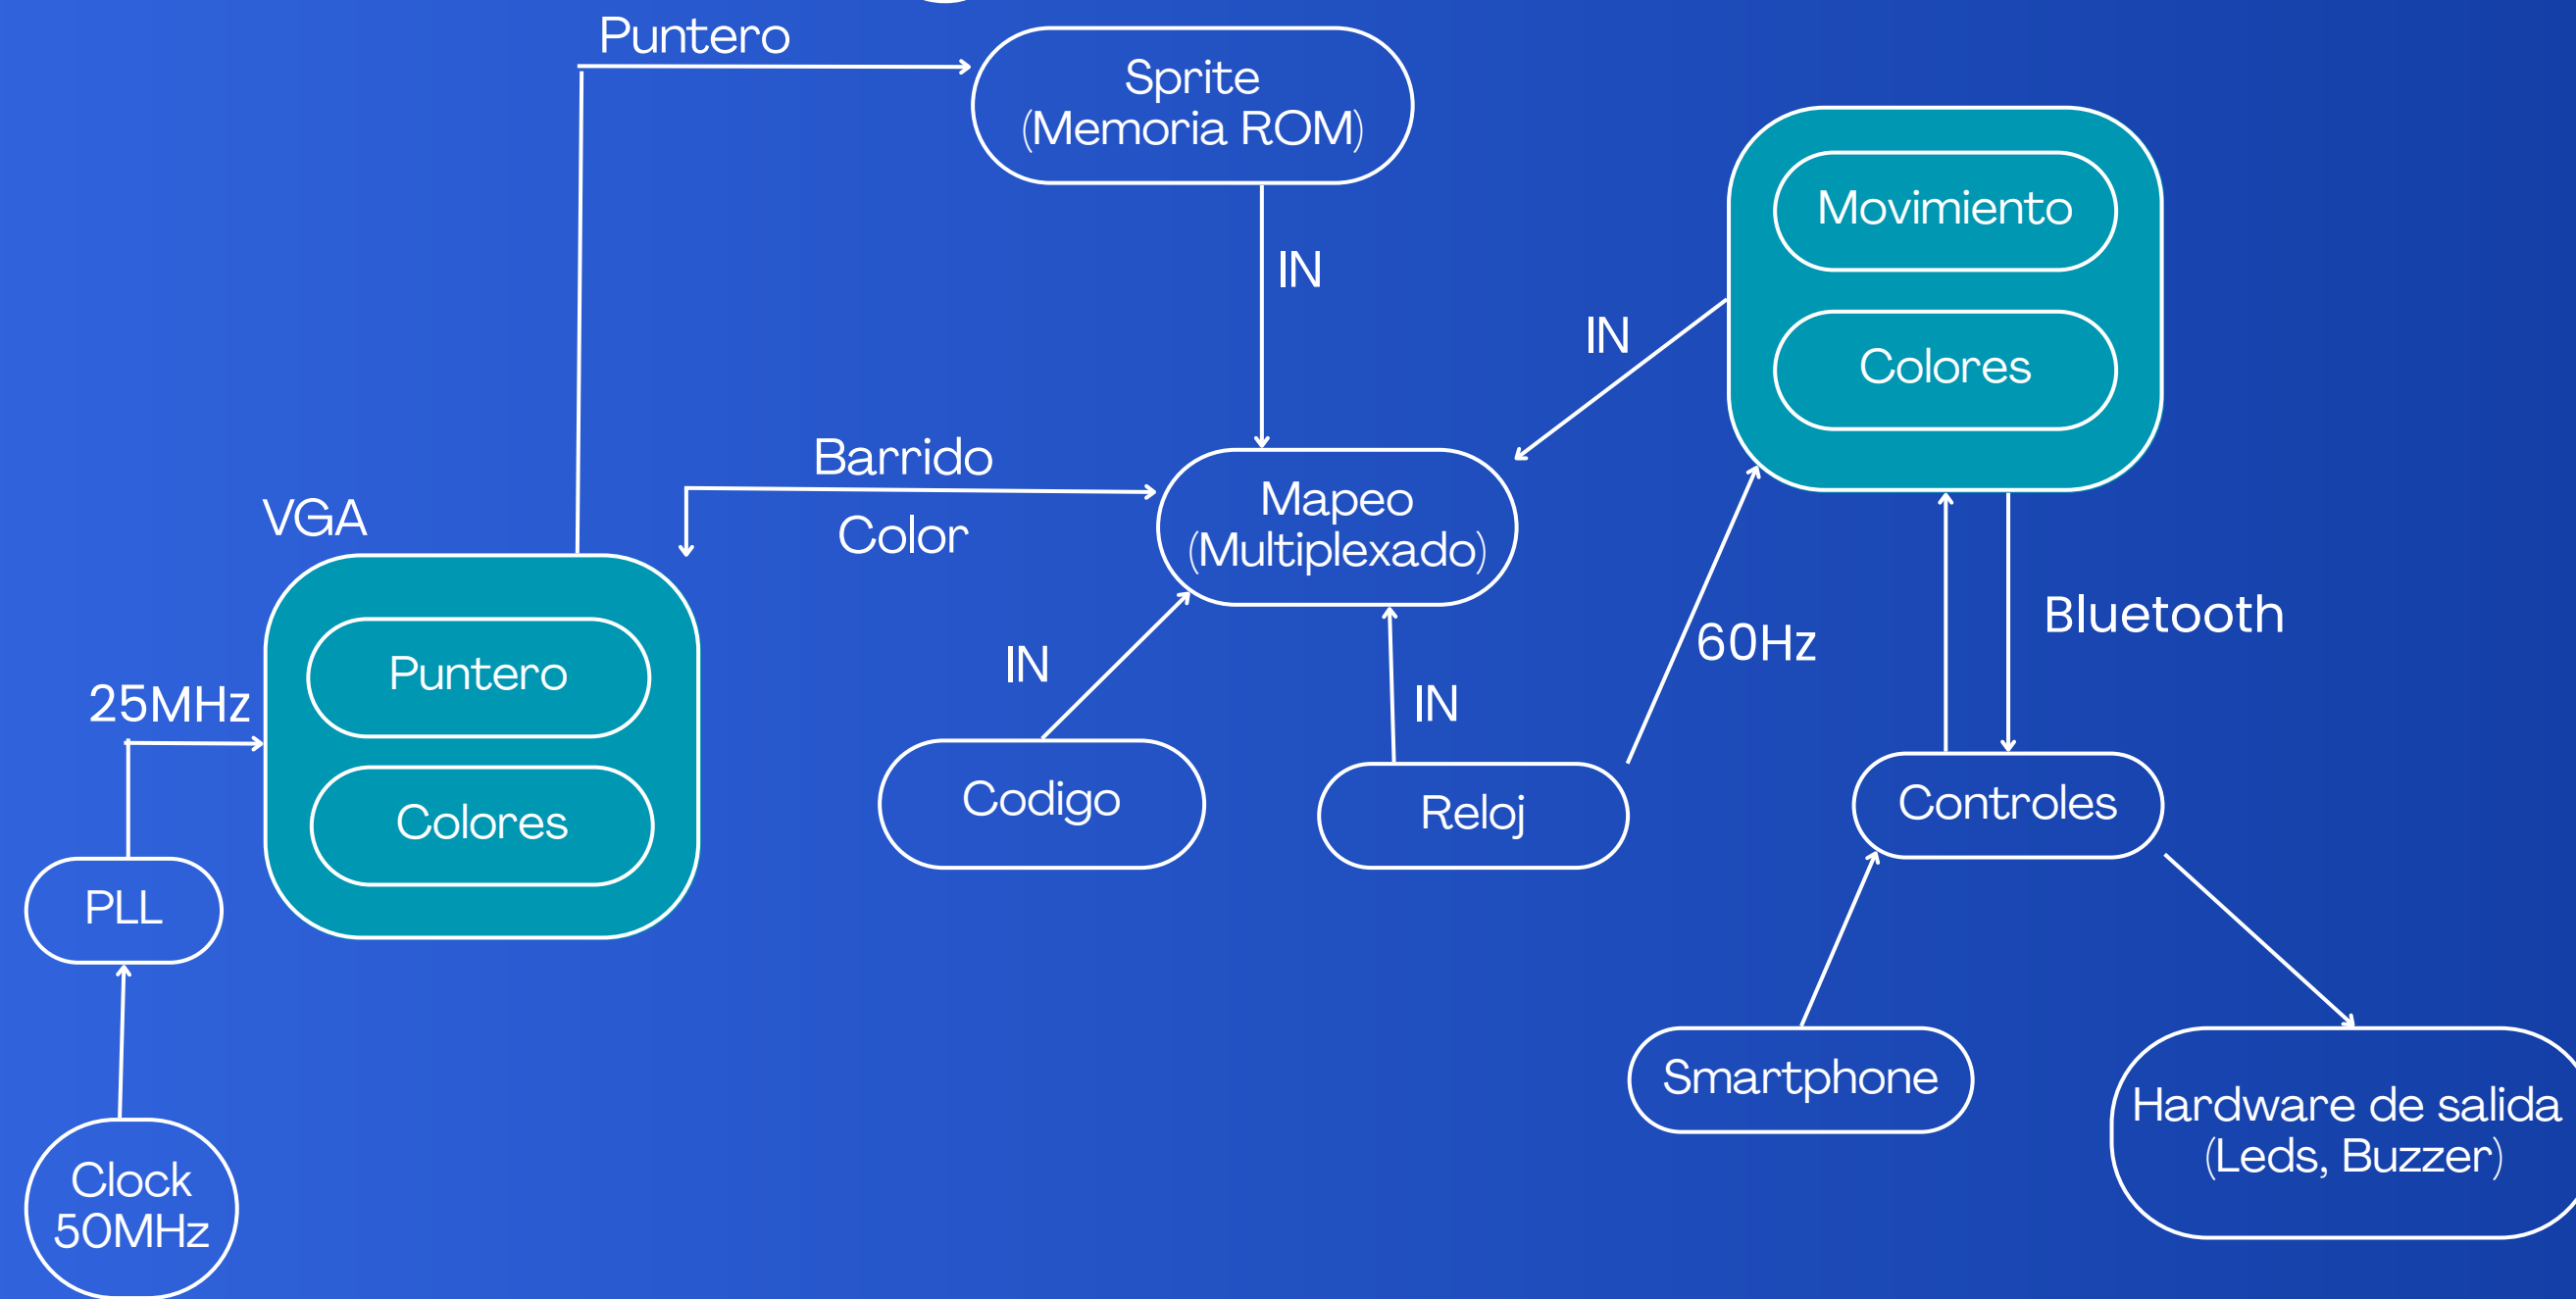 Puntero
Sprite
(Memoria ROM)
Movimiento
IN
IN
Colores
Barrido
Color
Mapeo
(Multiplexado)
VGA
Bluetooth
60Hz
IN
Puntero
25MHz
IN
Codigo
Reloj
Controles
Colores
PLL
Smartphone
Hardware de salida
(Leds, Buzzer)
Clock
50MHz